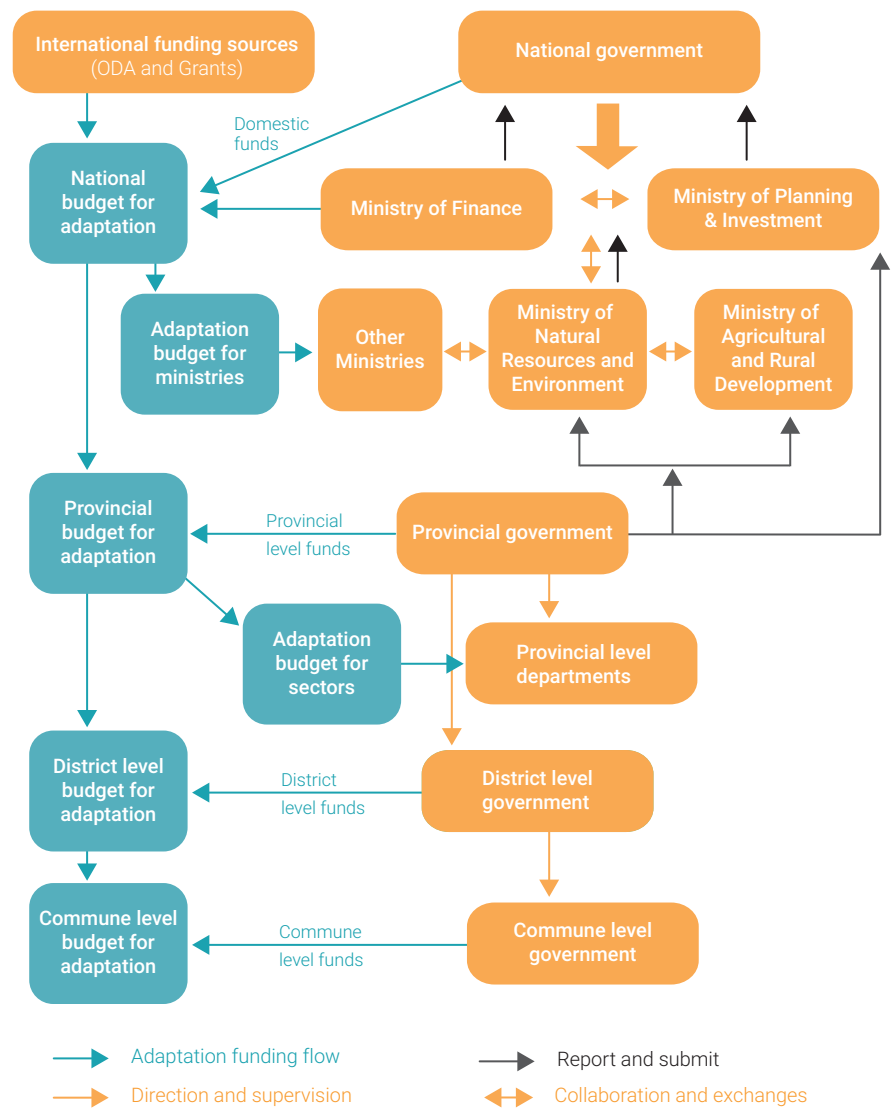 International funding sources
(ODA and Grants)
National government
Domestic
funds
National
budget for
adaptation
Ministry of Finance
Ministry of Planning
& Investment
Adaptation
budget for
ministries
Other
Ministries
Ministry of
Natural
Resources and
Environment
Ministry of
Agricultural
and Rural
Development
Provincial
budget for
adaptation
Provincial
level funds
Provincial government
Adaptation
budget for
sectors
Provincial level
departments
District level
budget for
adaptation
District
level funds
District level
government
Commune level
budget for
adaptation
Commune
level funds
Commune level
government
Adaptation funding flow
Report and submit
Direction and supervision
Collaboration and exchanges